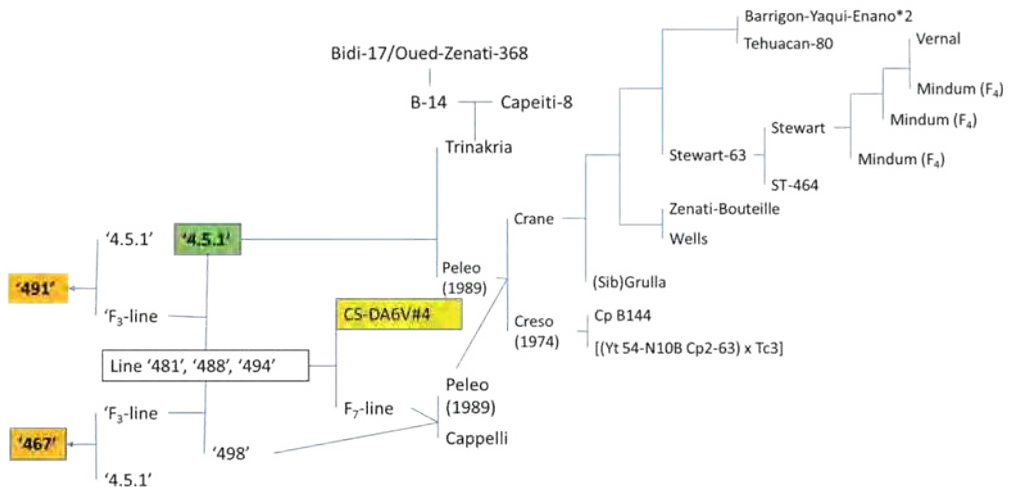 Barrigon-Yaqui-Enano*2
Tehuacan-80
Vernal
Mindum (F₄)
Mindum (F₄)
Mindum (F₄)
Stewart
Stewart-63
ST-464
Bidi-17/Oued-Zenati-368
B-14
Capeiti-8
Trinakria
Zenati-Bouteille
Wells
Crane
(Sib)Grulla
Peleo
(1989)
Creso
(1974)
Cp B144
[(Yt 54-N10B Cp2-63) x Tc3]
'4.5.1'
'4.5.1'
'491'
'F₃-line
CS-DA6V#4
Line '481', '488', '494'
F₇-line
Peleo
(1989)
Cappelli
'F₃-line
'467'
'498'
'4.5.1'